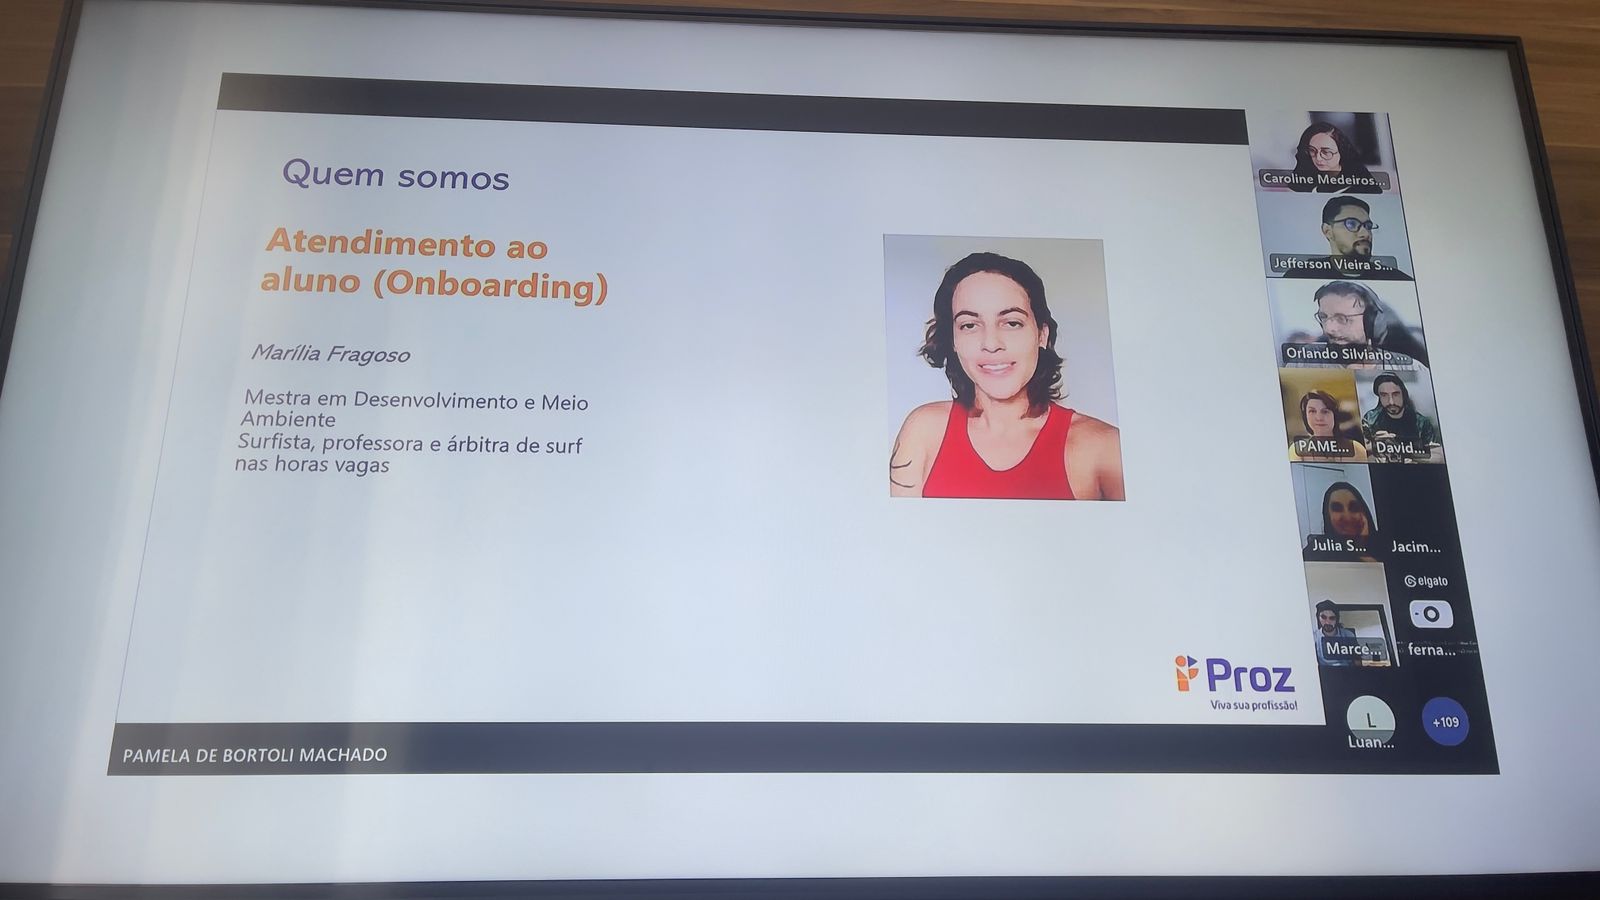 Quem somos
Atendimento ao
aluno (Onboarding)
Marília Fragoso
Mestra em Desenvolvimento e Meio
Ambiente
Surfista, professora e árbitra de surf
nas horas vagas
Proz
Viva sua profissão!
PAMELA DE BORTOLI MACHADO
Caroline Medeiros...
Jefferson Vieira S...
Orlando Silviano ...
PAME...
David...
Julia S...
Jacim...
elgato
Marce...
ferna...
L
Luan...
+109